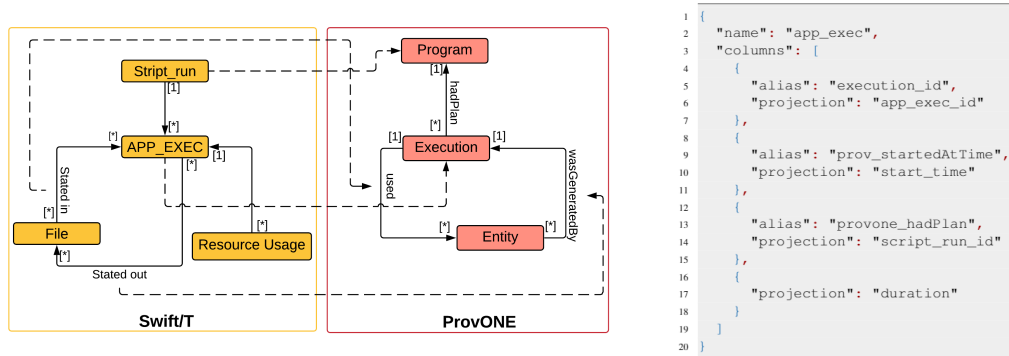 Stript_run
[1]
[*]
[*]
APP_EXEC
[1]
[*]
Stated in
[*]
File
[*]
[*]
Resource Usage
Stated out
Swift/T
Program
[1]
hadPlan
[*]
[1]
Execution
[1]
used
wasGeneratedBy
[*]
Entity
[*]
ProvONE
1 {
2 "name": "app_exec",
3 "columns": [
4 {
5 "alias": "execution_id",
6 "projection": "app_exec_id"
7 },
8 {
9 "alias": "prov_startedAtTime",
10 "projection": "start_time"
11 },
12 {
13 "alias": "provone_hadPlan",
14 "projection": "script_run_id"
15 },
16 {
17 "projection": "duration"
18 }
19 ]
20 }